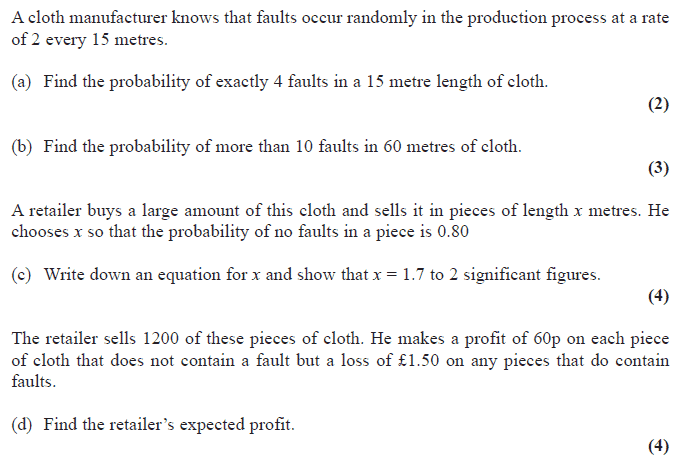 A cloth manufacturer knows that faults occur randomly in the production process at a rate
of 2 every 15 metres.
(a) Find the probability of exactly 4 faults in a 15 metre length of cloth.
(2)
(b) Find the probability of more than 10 faults in 60 metres of cloth.
(3)
A retailer buys a large amount of this cloth and sells it in pieces of length x metres. He
chooses x so that the probability of no faults in a piece is 0.80
(c) Write down an equation for x and show that x = 1.7 to 2 significant figures.
(4)
The retailer sells 1200 of these pieces of cloth. He makes a profit of 60p on each piece
of cloth that does not contain a fault but a loss of £1.50 on any pieces that do contain
faults.
(d) Find the retailer’s expected profit.
(4)